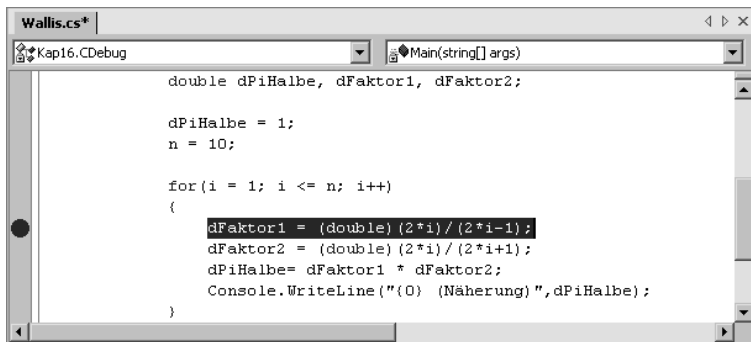 Wallis.cs*
Kap16.CDebug
Main(string[] args)
double dPiHalbe, dFaktor1, dFaktor2;
dPiHalbe = 1;
n = 10;
for(i = 1; i <= n; i++)
{
dFaktor1 = (double)(2*i)/(2*i-1);
dFaktor2 = (double)(2*i)/(2*i+1);
dPiHalbe= dFaktor1 * dFaktor2;
Console.WriteLine("{0} (Näherung)",dPiHalbe);
}